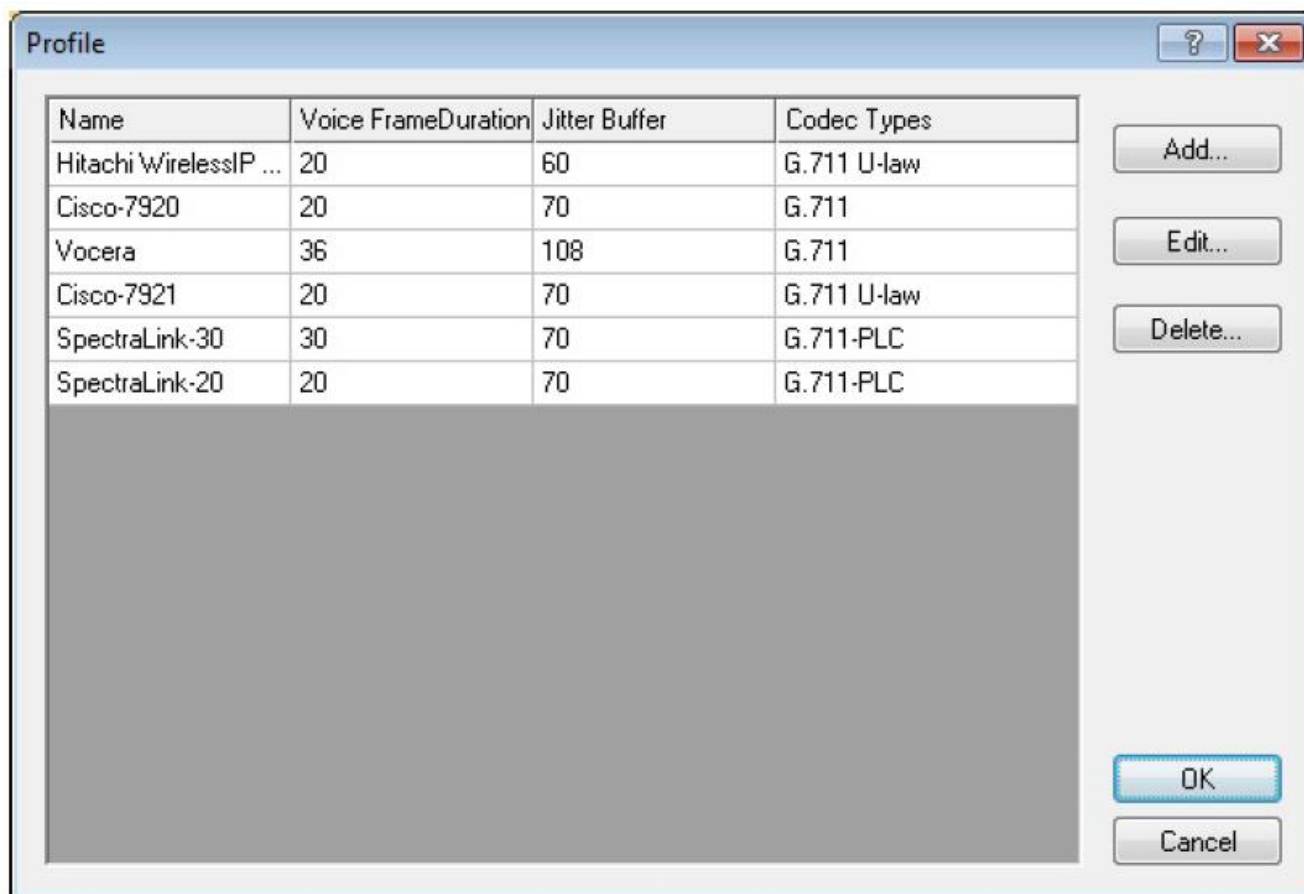 Profile
Name Voice FrameDuration Jitter Buffer Codec Types
Hitachi WirelessIP ... 20 60 G.711 U-law
Cisco-7920 20 70 G.711
Vocera 36 108 G.711
Cisco-7921 20 70 G.711 U-law
SpectraLink-30 30 70 G.711-PLC
SpectraLink-20 20 70 G.711-PLC
Add...
Edit...
Delete...
OK
Cancel